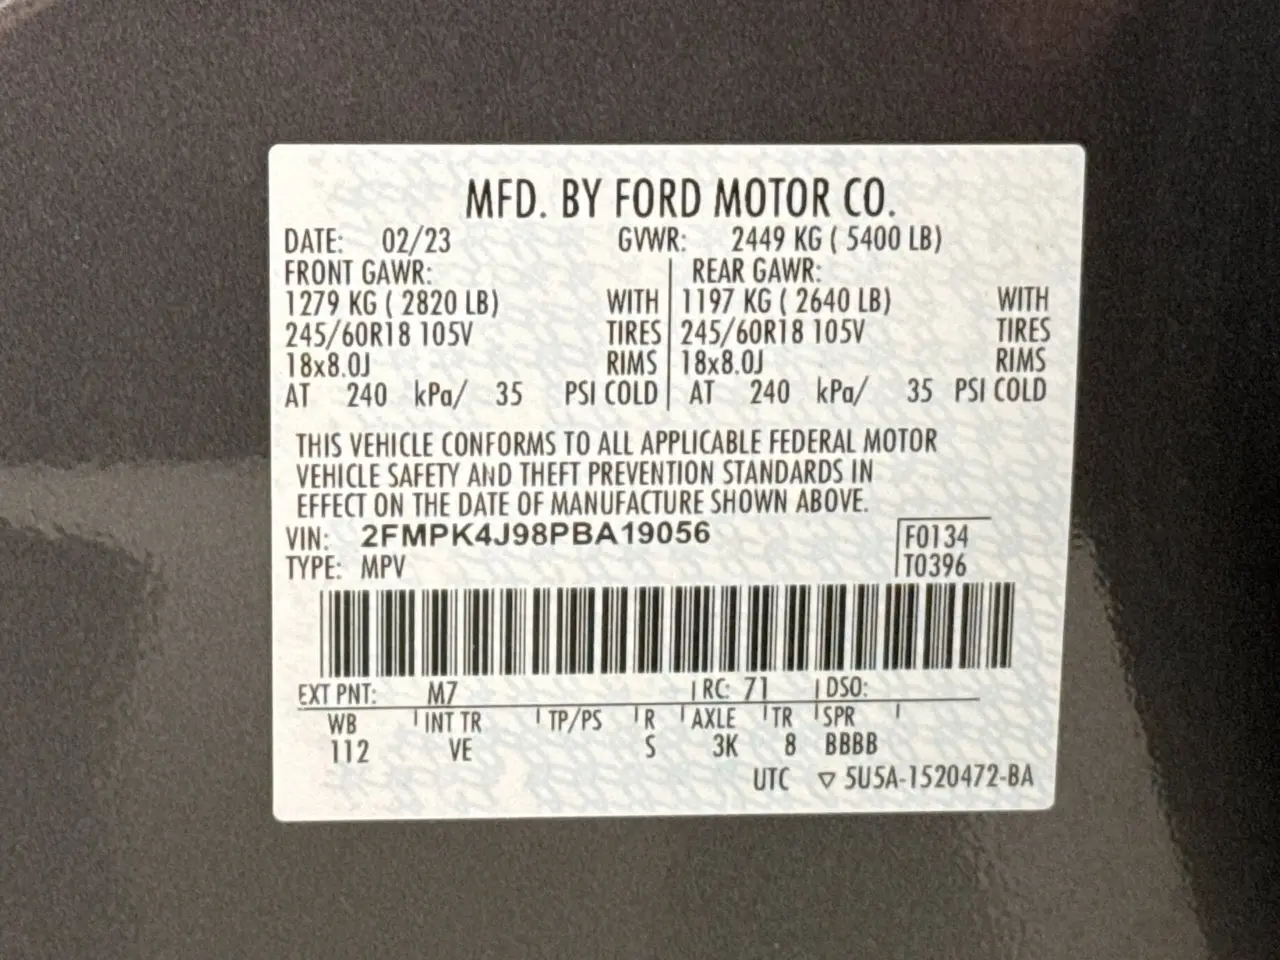 MFD. BY FORD MOTOR CO.
DATE: 02/23 GVWR: 2449 KG ( 5400 LB)
FRONT GAWR: REAR GAWR:
1279 KG ( 2820 LB) WITH 1197 KG ( 2640 LB) WITH
245/60R18 105V TIRES 245/60R18 105V TIRES
18x8.0J RIMS 18x8.0J RIMS
AT 240 kPa/ 35 PSI COLD AT 240 kPa/ 35 PSI COLD
THIS VEHICLE CONFORMS TO ALL APPLICABLE FEDERAL MOTOR
VEHICLE SAFETY AND THEFT PREVENTION STANDARDS IN
EFFECT ON THE DATE OF MANUFACTURE SHOWN ABOVE.
VIN: 2FMPK4J98PBA19056 F0134
TYPE: MPV T0396
EXT PNT: M7 RC: 71 DSO:
WB INT TR TP/PS R AXLE TR SPR
112 VE S 3K 8 BBBB
UTC ▽ 5U5A-1520472-BA